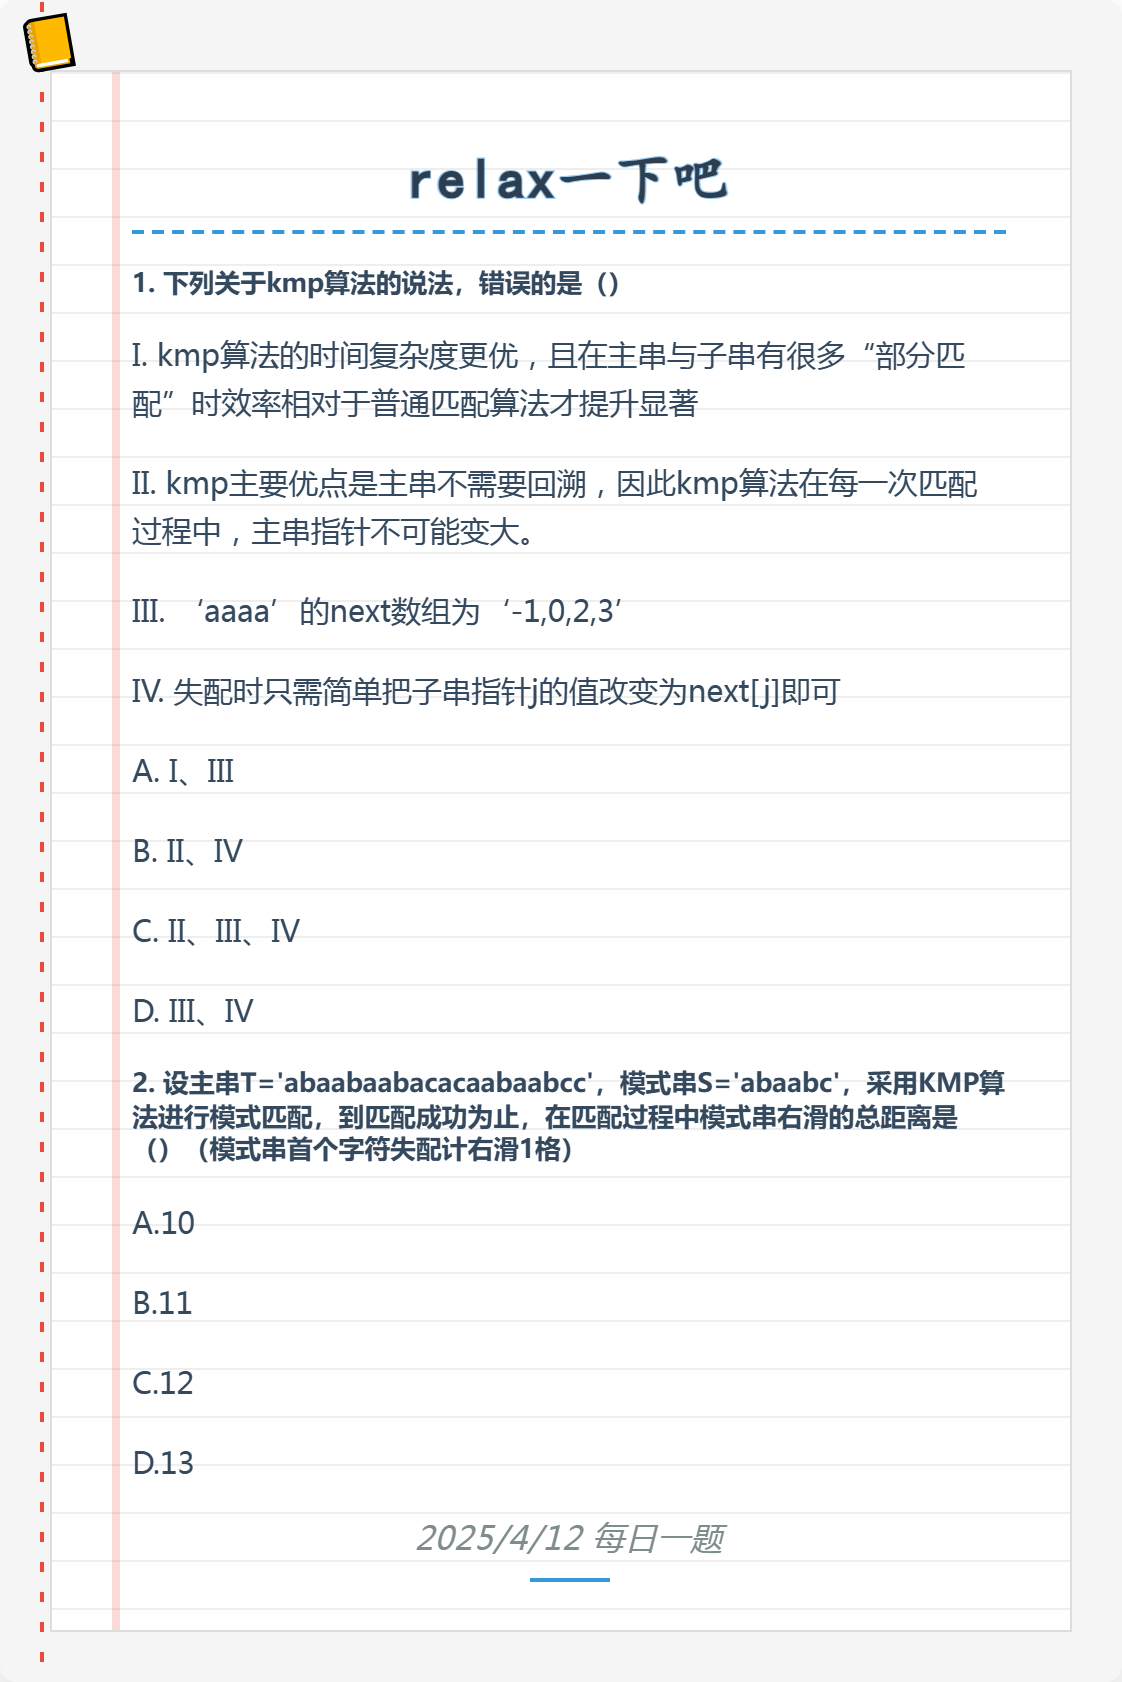 relax一下吧
1. 下列关于kmp算法的说法，错误的是（）
I. kmp算法的时间复杂度更优，且在主串与子串有很多“部分匹
配”时效率相对于普通匹配算法才提升显著
II. kmp主要优点是主串不需要回溯，因此kmp算法在每一次匹配
过程中，主串指针不可能变大。
III. ‘aaaa’的next数组为‘-1,0,2,3’
IV. 失配时只需简单把子串指针j的值改变为next[j]即可
A. I、III
B. II、IV
C. II、III、IV
D. III、IV
2. 设主串T='abaabaabacacaabaabcc'，模式串S='abaabc'，采用KMP算
法进行模式匹配，到匹配成功为止，在匹配过程中模式串右滑的总距离是
（）（模式串首个字符失配计右滑1格）
A.10
B.11
C.12
D.13
2025/4/12 每日一题